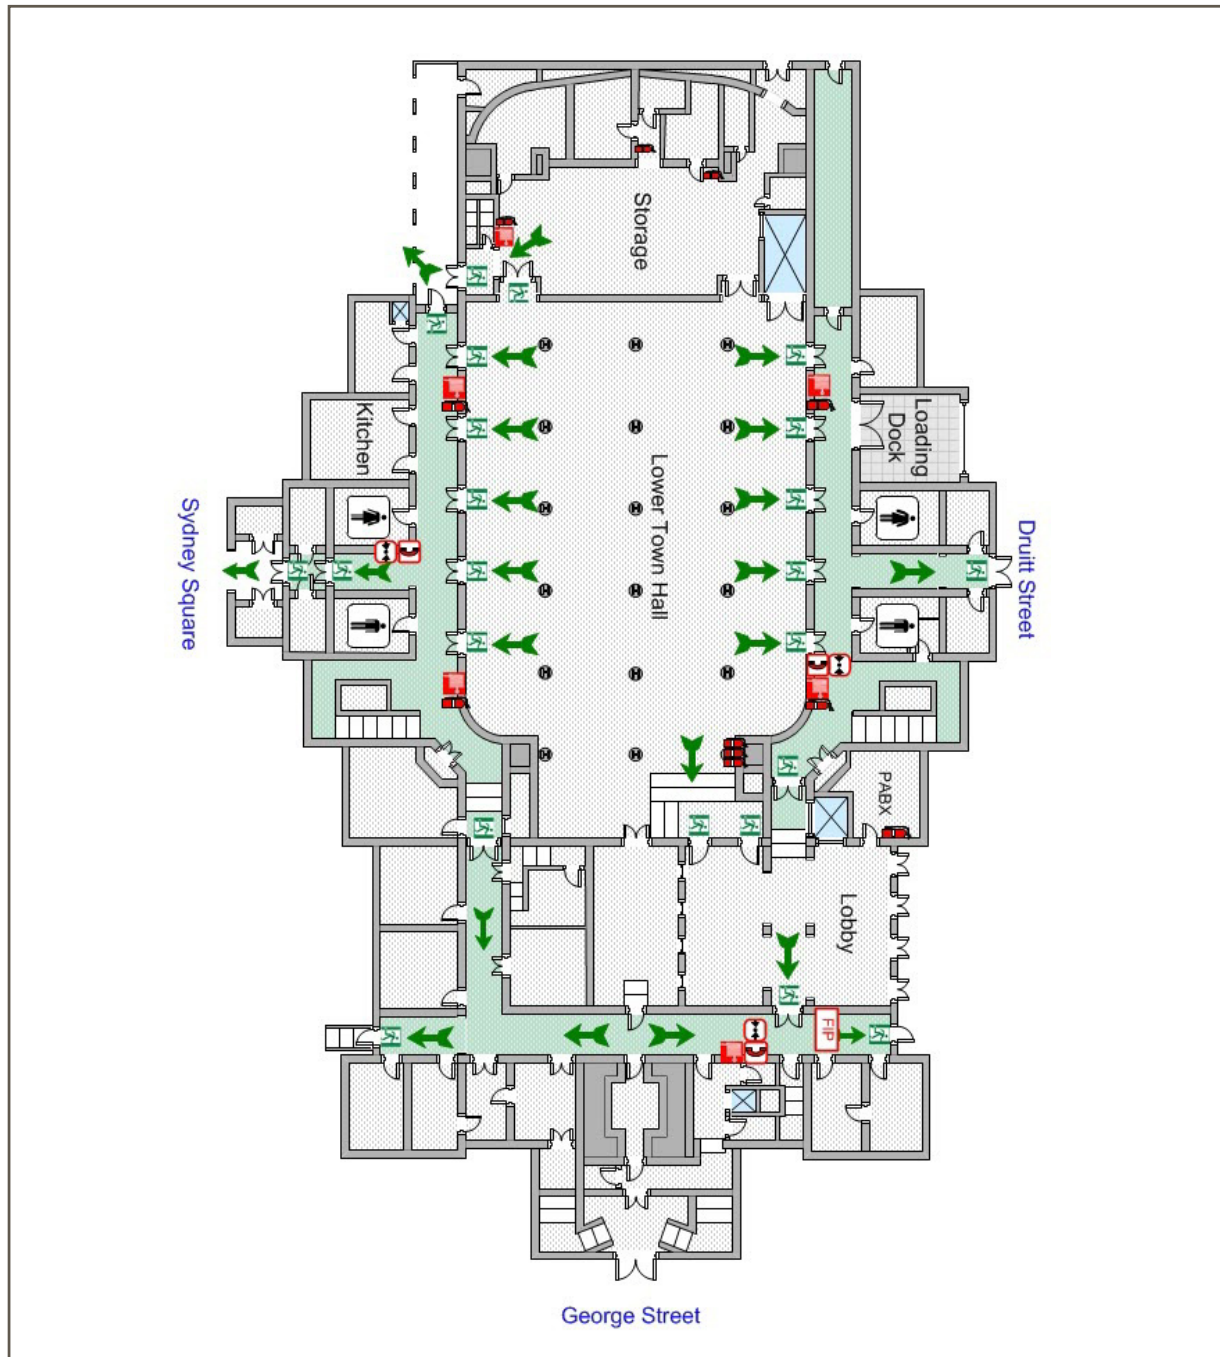 Storage
Kitchen
Loading
Dock
Lower Town Hall
Sydney Square
Druitt Street
PABX
Lobby
FIP
George Street